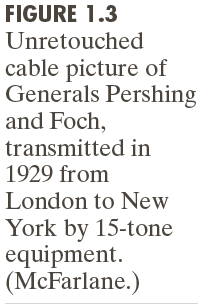 FIGURE 1.3
Unretouched
cable picture of
Generals Pershing
and Foch,
transmitted in
1929 from
London to New
York by 15-tone
equipment.
(McFarlane.)